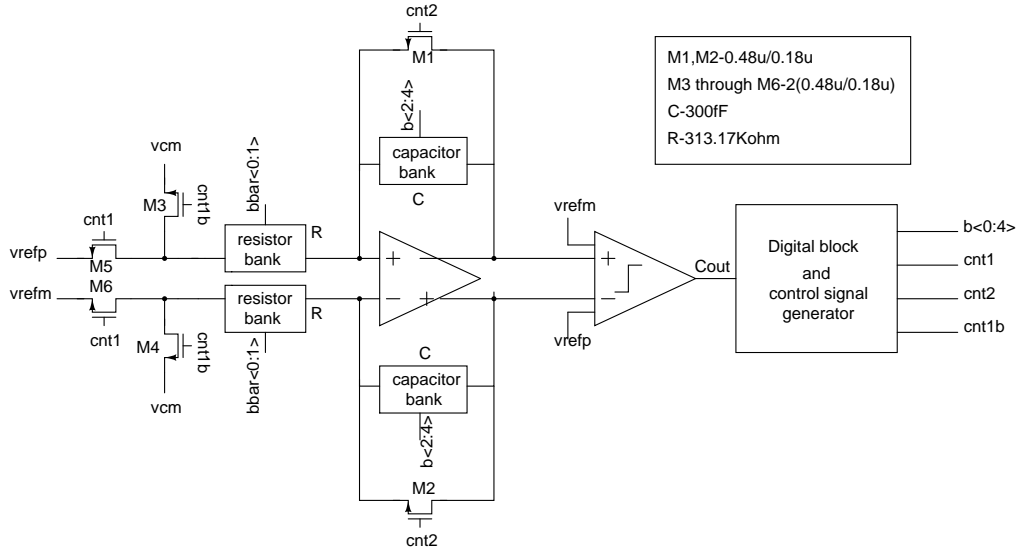 cnt2
M1
b<2:4>
capacitor
bank
C
M1,M2-0.48u/0.18u
M3 through M6-2(0.48u/0.18u)
C-300fF
R-313.17Kohm
vcm
M3
cnt1b
bbar<0:1>
cnt1
vrefp
M5
resistor
bank
R
+
−
vrefm
+
Cout
Digital block
and
control signal
generator
b<0:4>
cnt1
cnt2
cnt1b
vrefm
M6
cnt1
resistor
bank
R
−
+
−
vrefp
M4
cnt1b
vcm
bbar<0:1>
C
capacitor
bank
b<2:4>
M2
cnt2